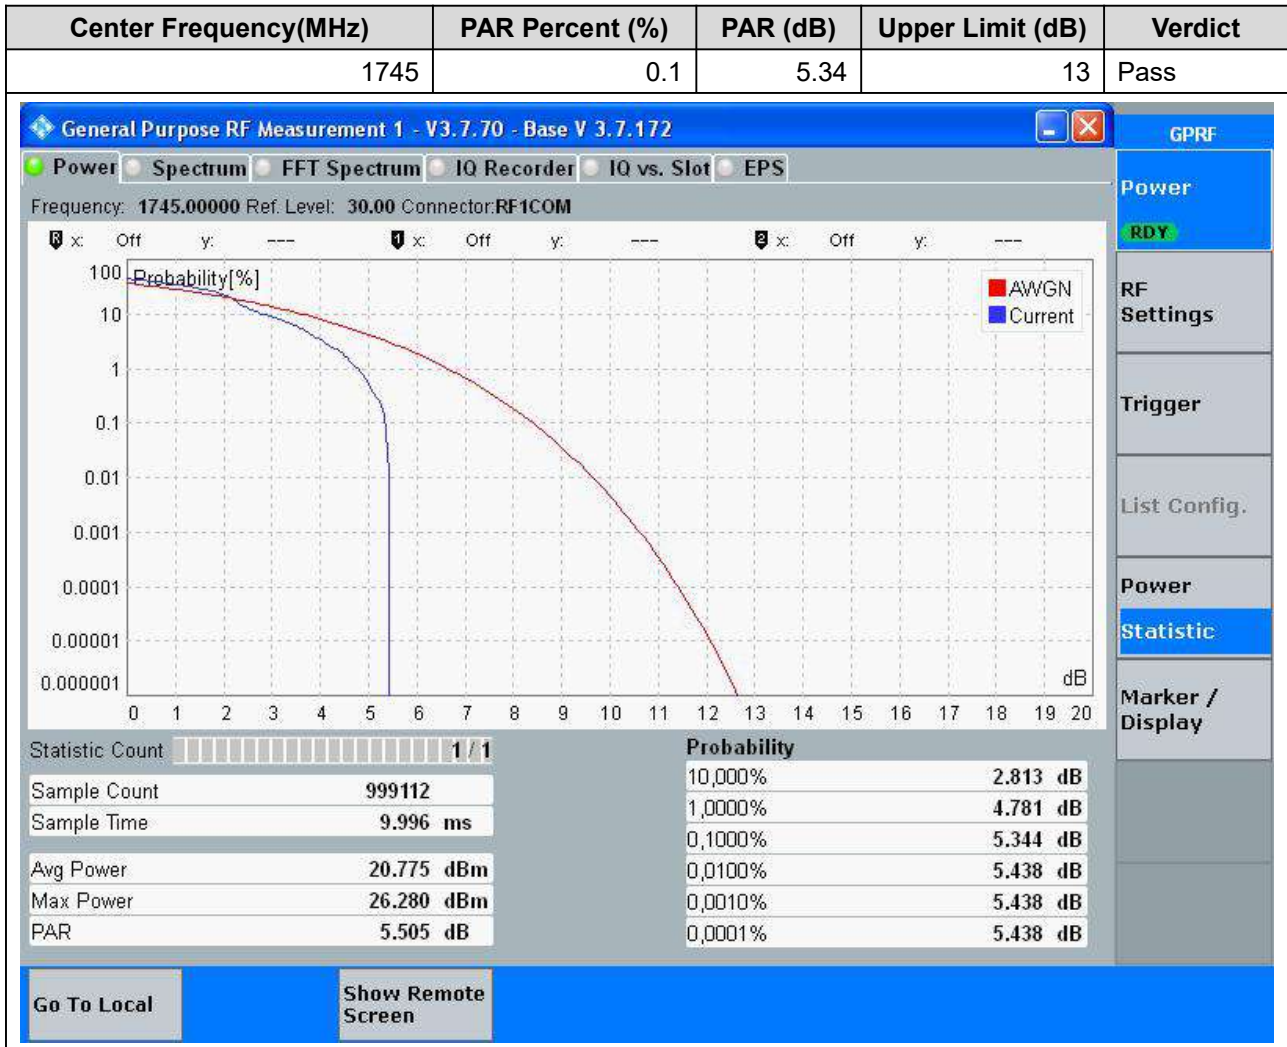 Center Frequency(MHz) PAR Percent (%) PAR (dB) Upper Limit (dB) Verdict
1745 0.1 5.34 13 Pass
General Purpose RF Measurement 1 - V3.7.70 - Base V 3.7.172
GPRF
Power Spectrum FFT Spectrum IQ Recorder IQ vs. Slot EPS
Frequency: 1745.00000 Ref. Level: 30.00 Connector:RF1COM
R x: Off y: --- 1 x: Off y: --- 2 x: Off y: ---
Probability[%]
AWGN
Current
100
10
1
0.1
0.01
0.001
0.0001
0.00001
0.000001
dB
0 1 2 3 4 5 6 7 8 9 10 11 12 13 14 15 16 17 18 19 20
Statistic Count 1 / 1
Sample Count 999112
Sample Time 9.996 ms
Avg Power 20.775 dBm
Max Power 26.280 dBm
PAR 5.505 dB
Probability
10,000% 2.813 dB
1,0000% 4.781 dB
0,1000% 5.344 dB
0,0100% 5.438 dB
0,0010% 5.438 dB
0,0001% 5.438 dB
Power
RDY
RF
Settings
Trigger
List Config.
Power
Statistic
Marker /
Display
Go To Local
Show Remote
Screen